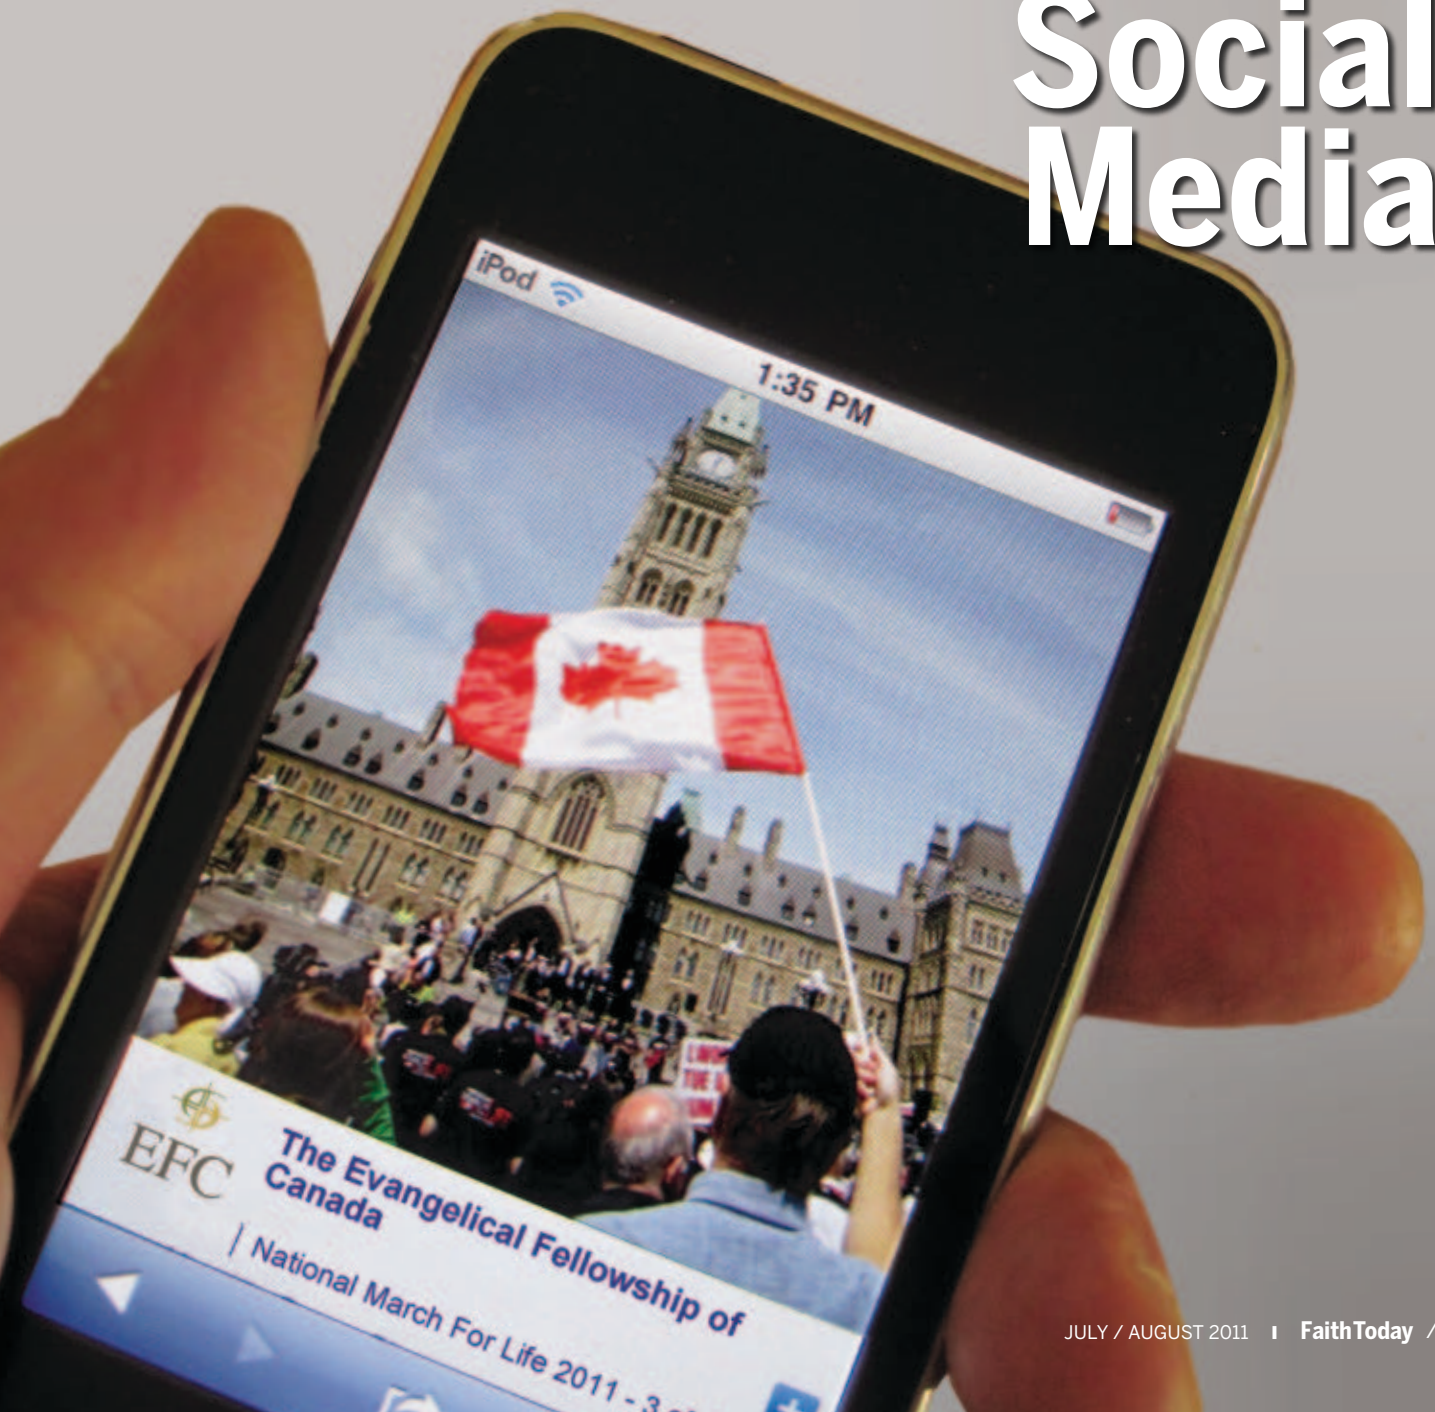 Social
Media
iPod
1:35 PM
EFC
The Evangelical Fellowship of
Canada
| National March For Life 2011 - 3
JULY / AUGUST 2011 FaithToday /